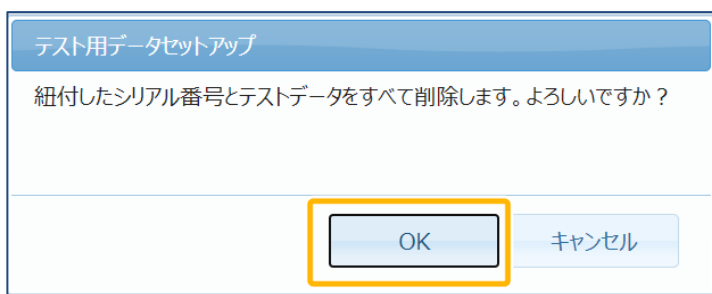 テスト用データセットアップ
紐付したシリアル番号とテストデータをすべて削除します。よろしいですか？
OK
キャンセル